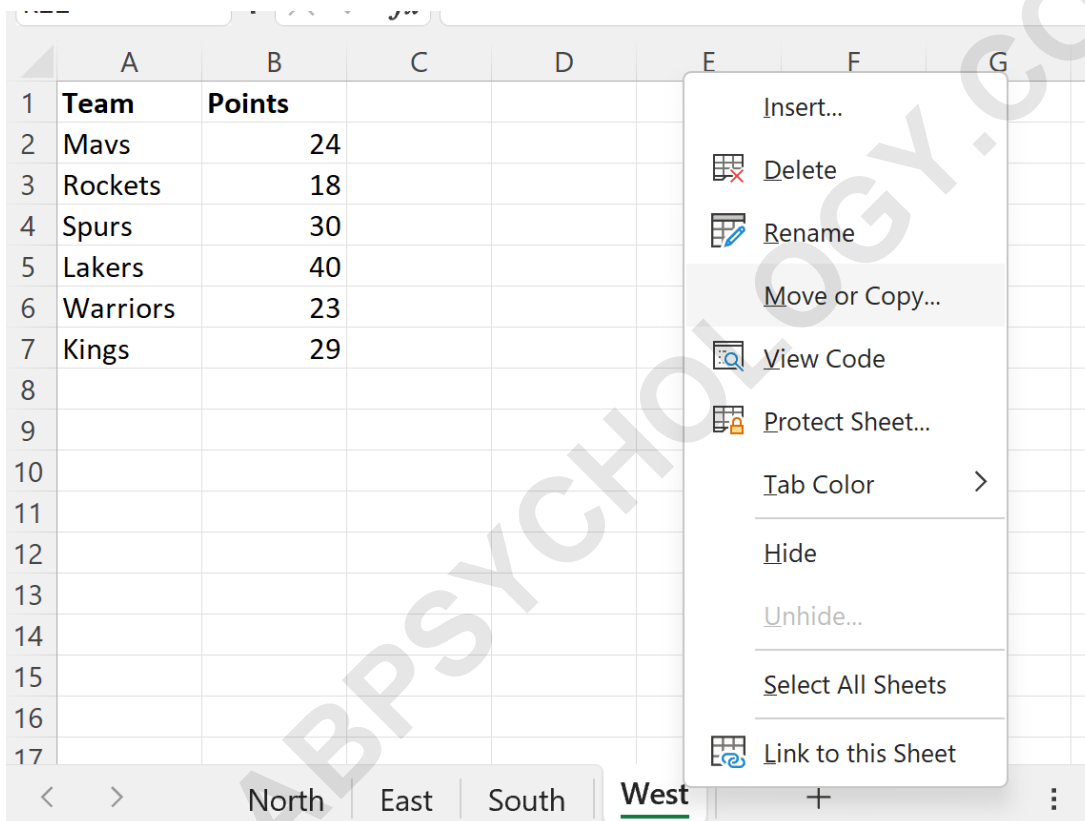 A B C D E F G
1 Team Points
2 Mavs 24
3 Rockets 18
4 Spurs 30
5 Lakers 40
6 Warriors 23
7 Kings 29
8
9
10
11
12
13
14
15
16
17
Insert...
Delete
Rename
Move or Copy...
View Code
Protect Sheet...
Tab Color
Hide
Unhide...
Select All Sheets
Link to this Sheet
North East South West
ABPSYCHOLOGY.CO